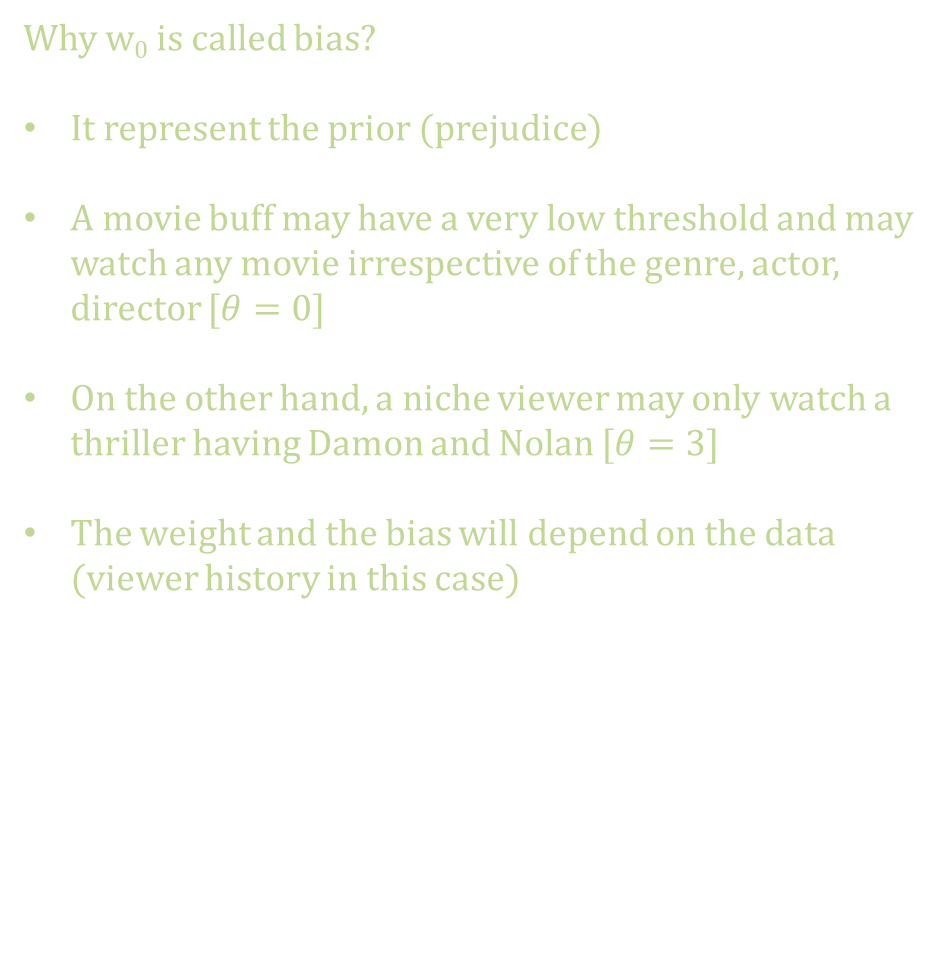 Why w₀ is called bias?
• It represent the prior (prejudice)
• A movie buff may have a very low threshold and may
watch any movie irrespective of the genre, actor,
director [θ = 0]
• On the other hand, a niche viewer may only watch a
thriller having Damon and Nolan [θ = 3]
• The weight and the bias will depend on the data
(viewer history in this case)